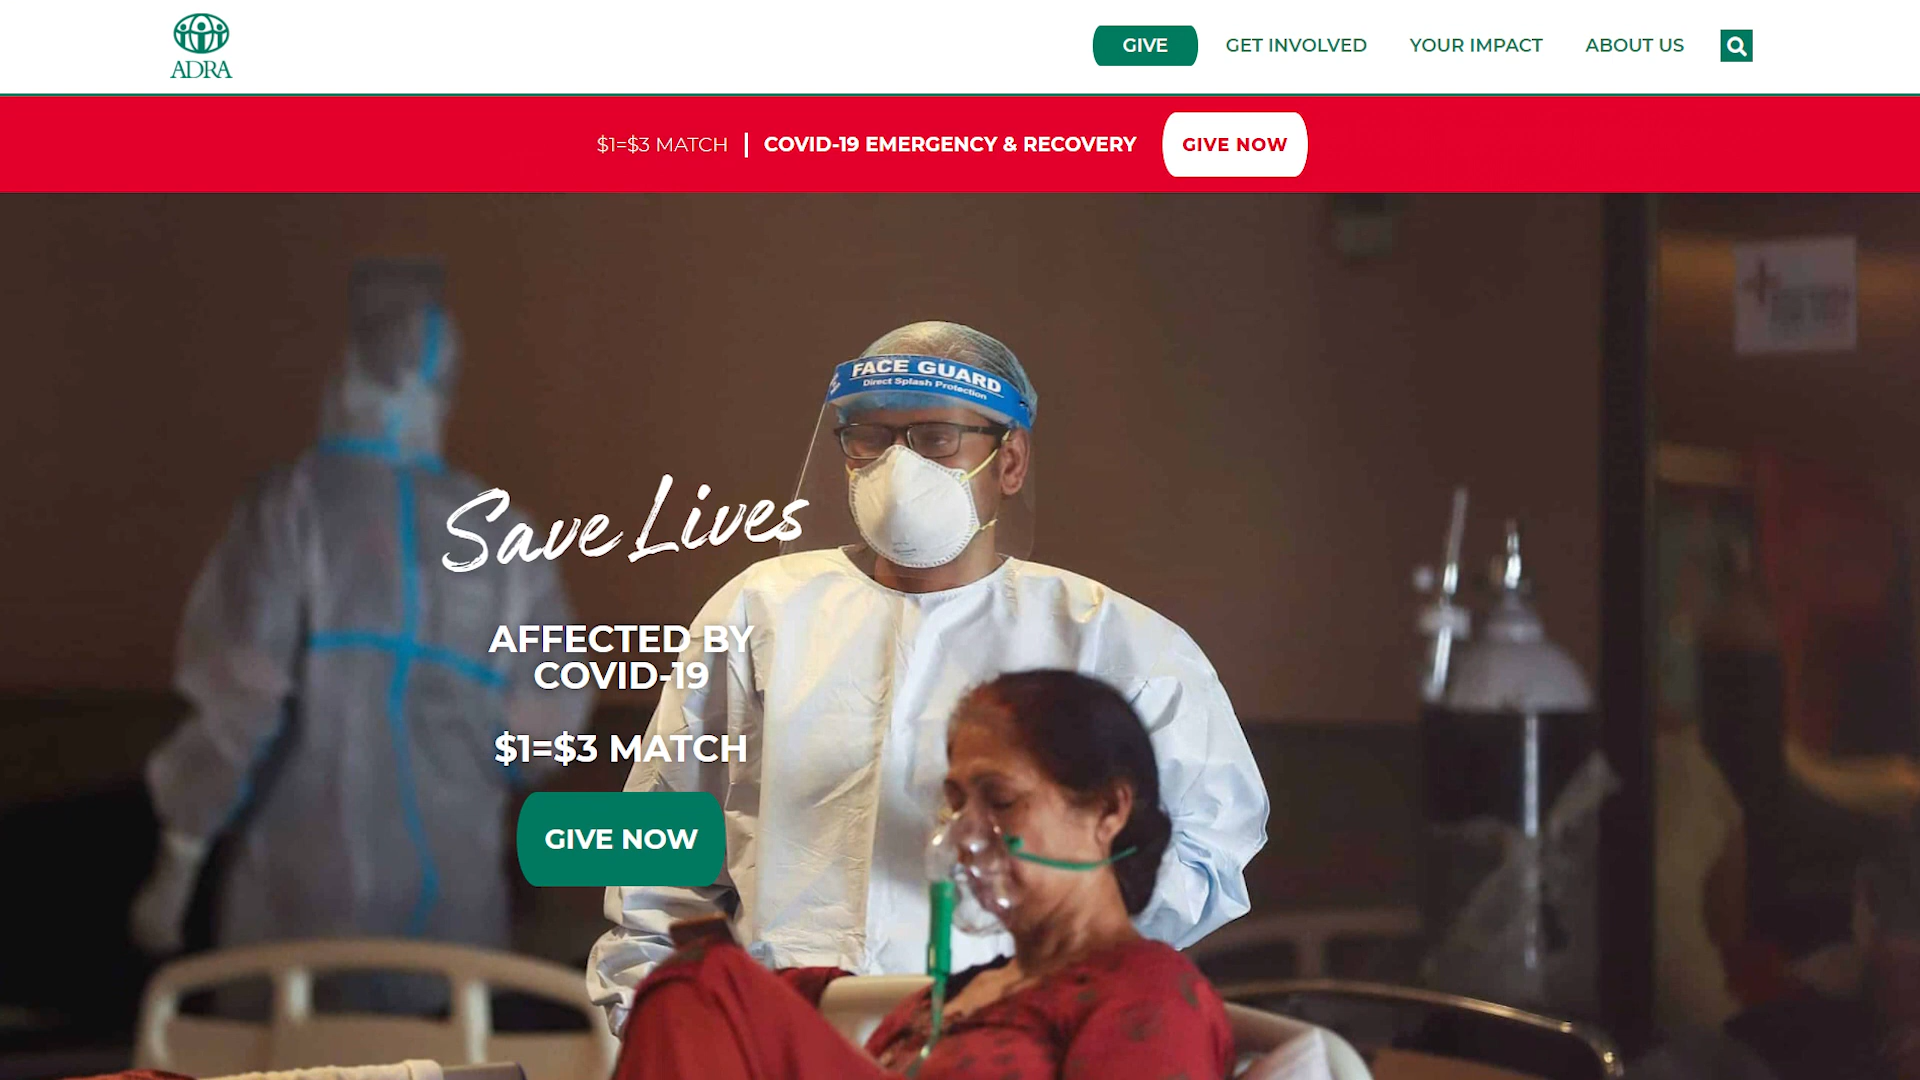 ADRA
GIVE
GET INVOLVED
YOUR IMPACT
ABOUT US
$1=$3 MATCH
COVID-19 EMERGENCY & RECOVERY
GIVE NOW
FACE GUARD
Direct Splash Protection
Save Lives
AFFECTED BY
COVID-19
$1=$3 MATCH
GIVE NOW